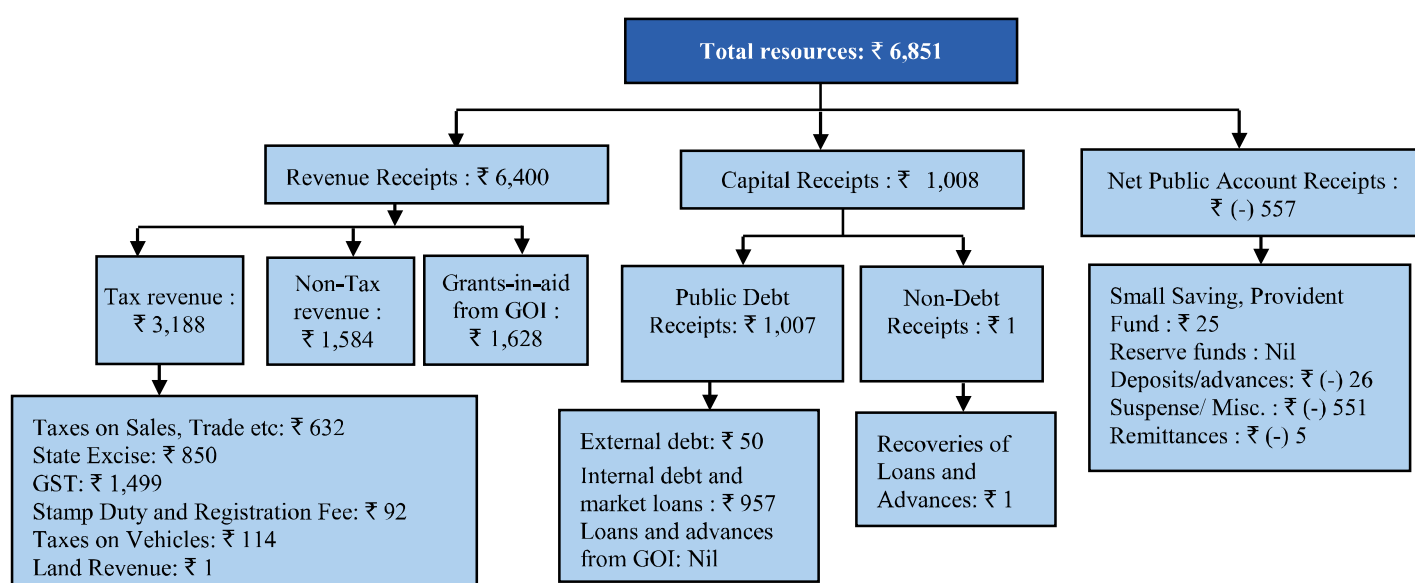 Total resources: ₹ 6,851
Revenue Receipts : ₹ 6,400
Capital Receipts : ₹ 1,008
Net Public Account Receipts :
₹ (-) 557
Tax revenue :
₹ 3,188
Non-Tax
revenue :
₹ 1,584
Grants-in-aid
from GOI :
₹ 1,628
Public Debt
Receipts: ₹ 1,007
Non-Debt
Receipts : ₹ 1
Small Saving, Provident
Fund : ₹ 25
Reserve funds : Nil
Deposits/advances: ₹ (-) 26
Suspense/ Misc. : ₹ (-) 551
Remittances : ₹ (-) 5
Taxes on Sales, Trade etc: ₹ 632
State Excise: ₹ 850
GST: ₹ 1,499
Stamp Duty and Registration Fee: ₹ 92
Taxes on Vehicles: ₹ 114
Land Revenue: ₹ 1
External debt: ₹ 50
Internal debt and
market loans : ₹ 957
Loans and advances
from GOI: Nil
Recoveries of
Loans and
Advances: ₹ 1